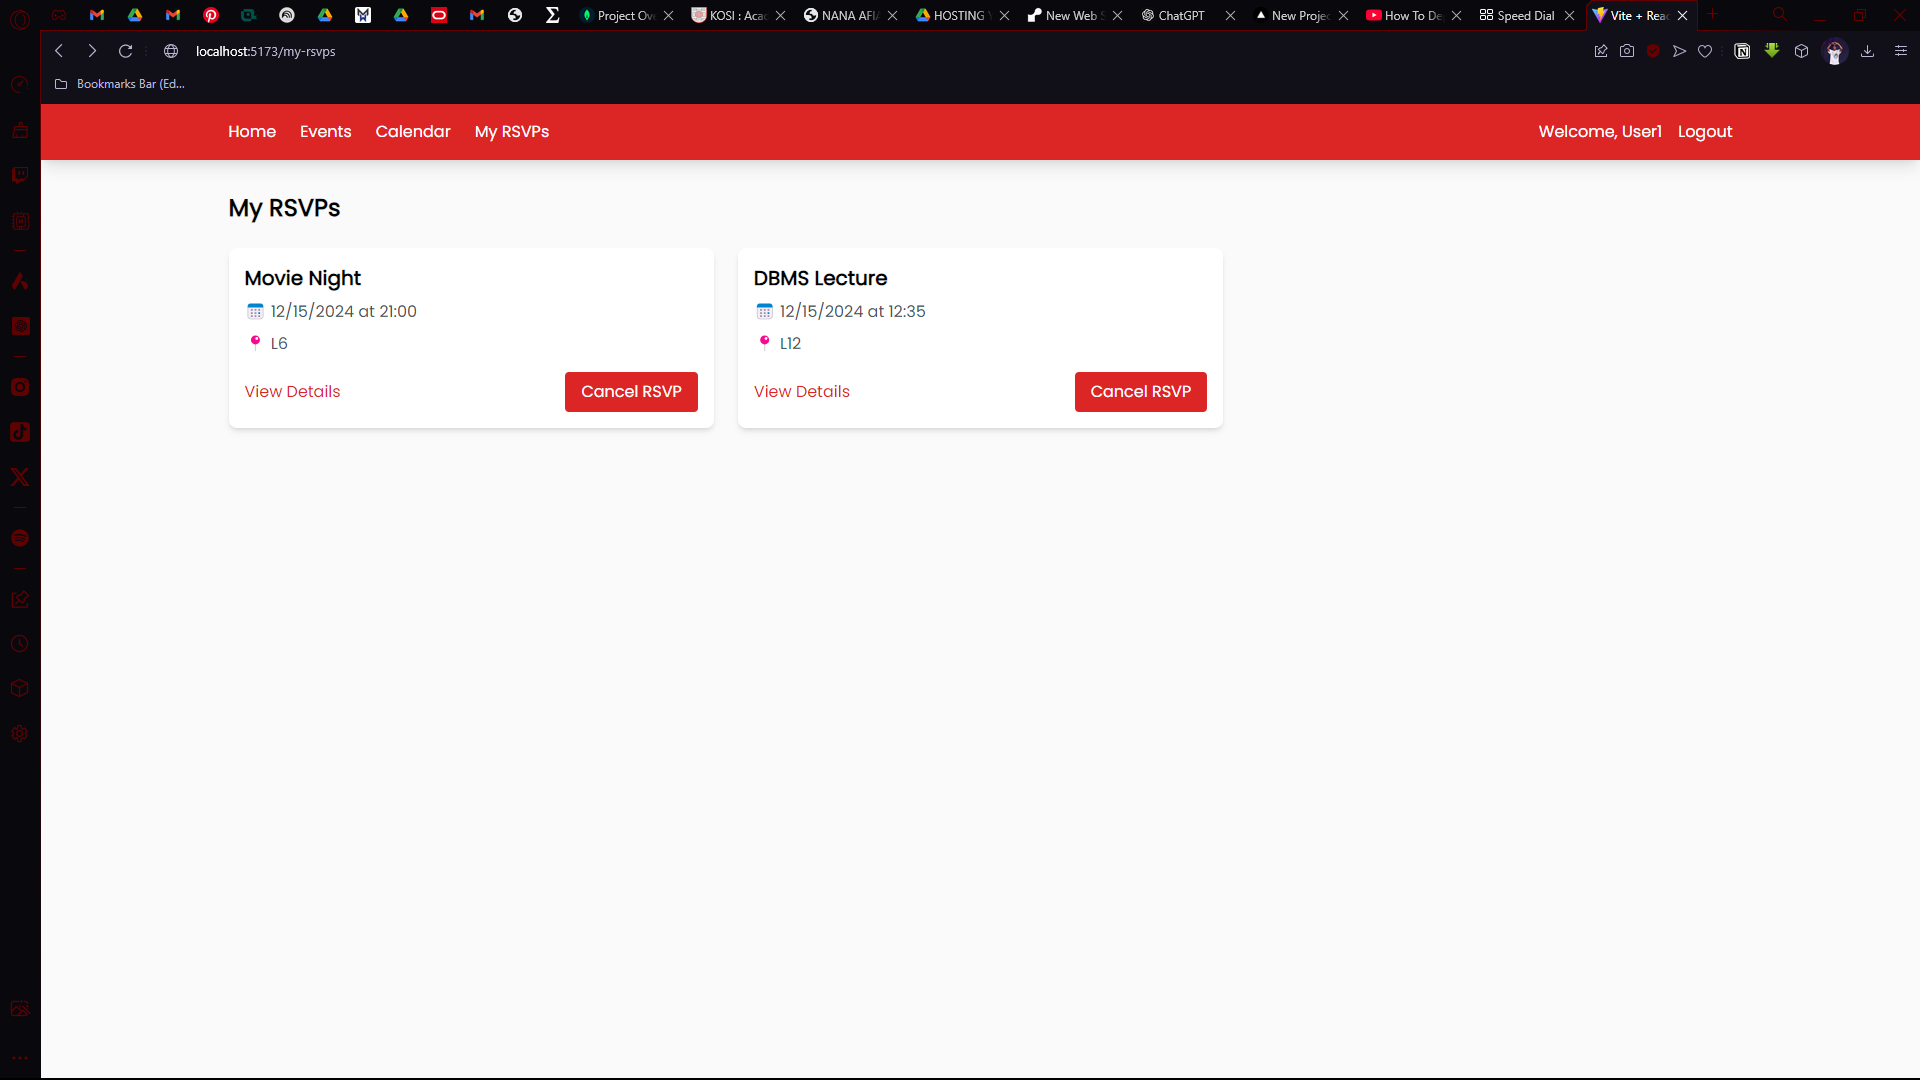 Project Ov
KOSI : Aca
NANA AFI
HOSTING Y
New Web S
ChatGPT
New Projec
How To De
Speed Dial
Vite + Reac
localhost:5173/my-rsvps
Bookmarks Bar (Ed...
Home Events Calendar My RSVPs
Welcome, User1 Logout
My RSVPs
Movie Night
12/15/2024 at 21:00
L6
View Details
Cancel RSVP
DBMS Lecture
12/15/2024 at 12:35
L12
View Details
Cancel RSVP